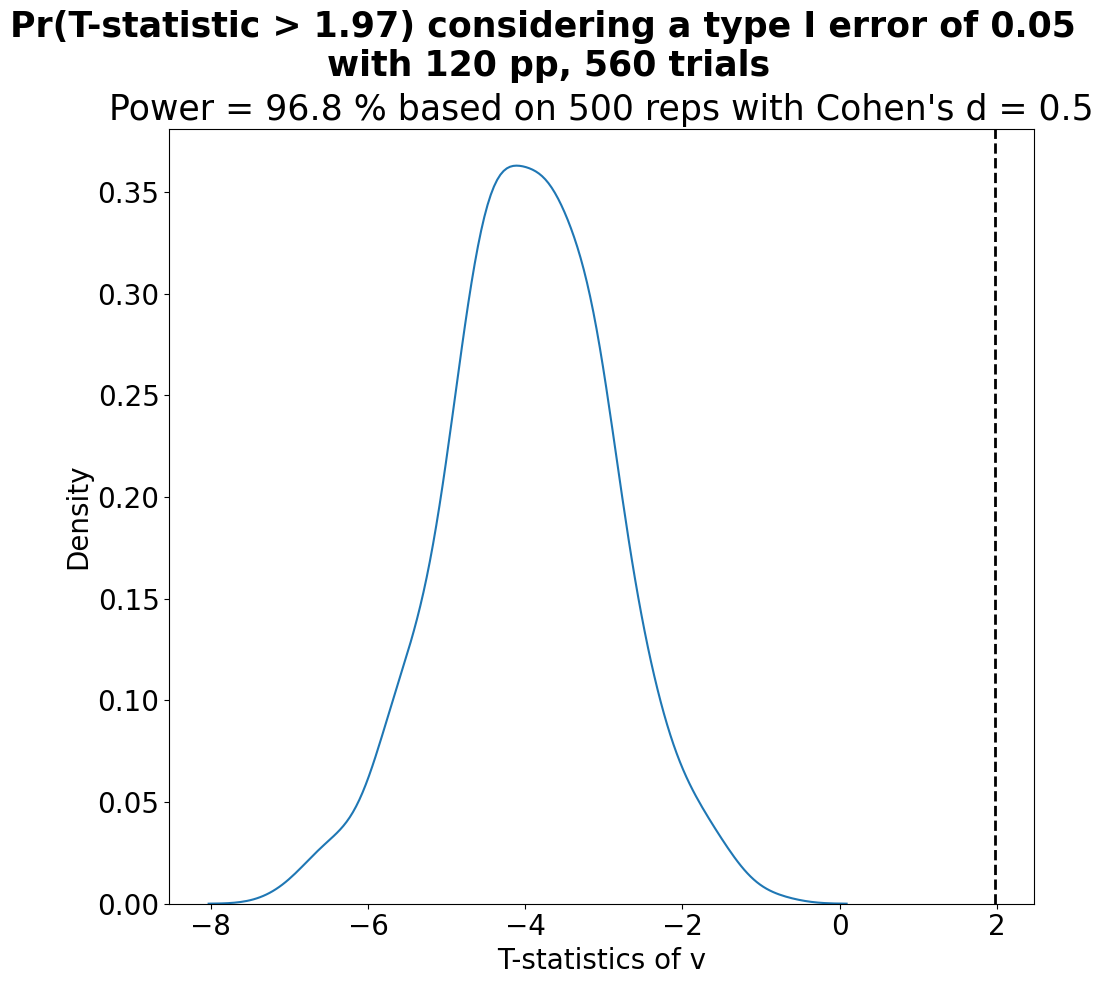 Pr(T-statistic > 1.97) considering a type I error of 0.05
with 120 pp, 560 trials
Power = 96.8 % based on 500 reps with Cohen's d = 0.5
0.35
0.30
0.25
0.20
0.15
0.10
0.05
0.00
Density
−8 −6 −4 −2 0 2
T-statistics of v